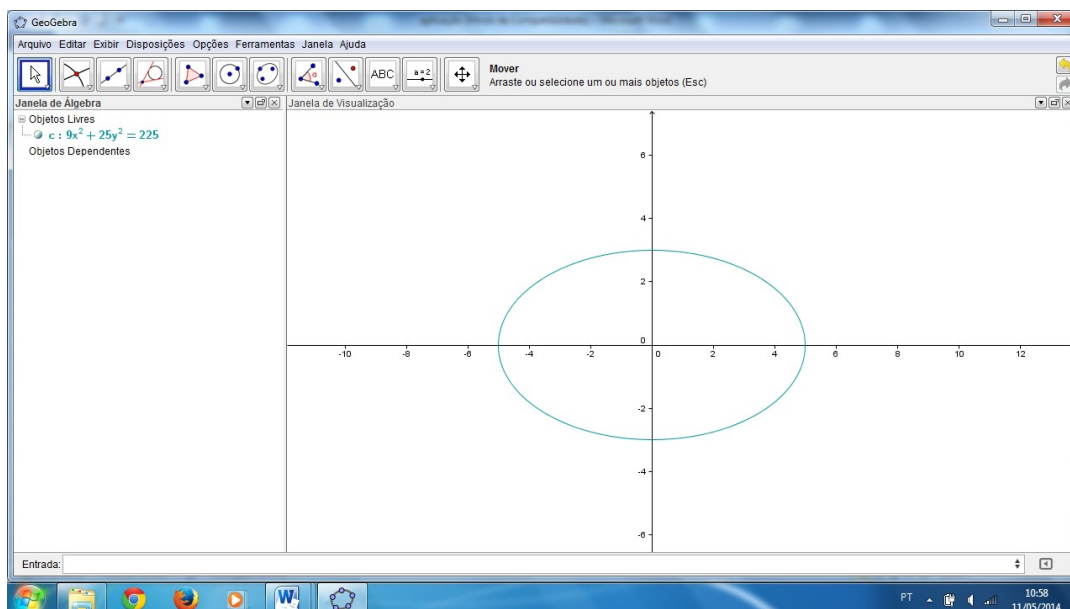 GeoGebra
Arquivo Editar Exibir Disposições Opções Ferramentas Janela Ajuda
ABC
a=2
Mover
Arraste ou selecione um ou mais objetos (Esc)
Janela de Álgebra
Janela de Visualização
Objetos Livres
c : 9x² + 25y² = 225
Objetos Dependentes
6
4
2
0
-10 -8 -6 -4 -2 0 2 4 6 8 10 12
-2
-4
-6
Entrada:
PT
10:58
11/05/2014